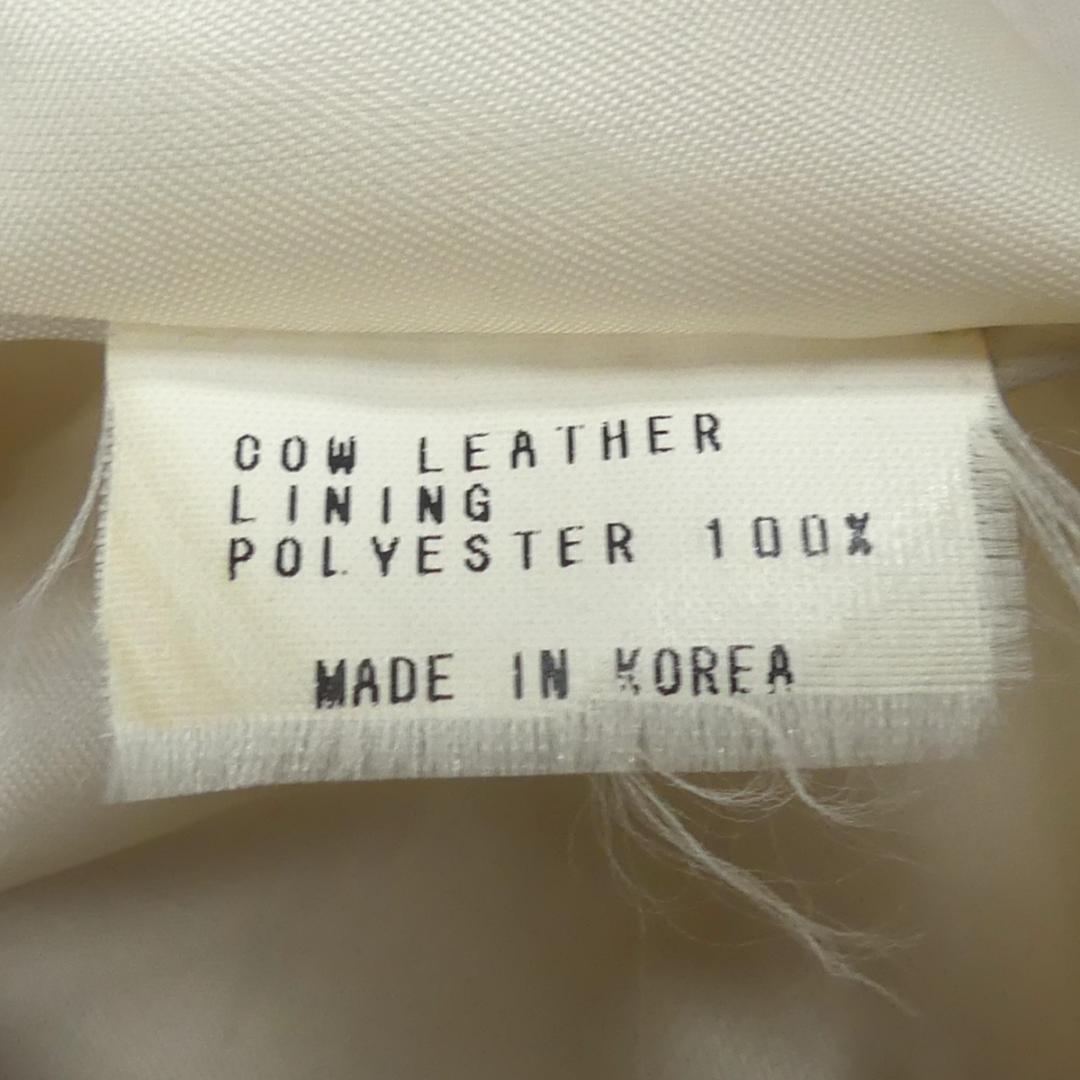 COW LEATHER
LINING
POLYESTER 100%
MADE IN KOREA